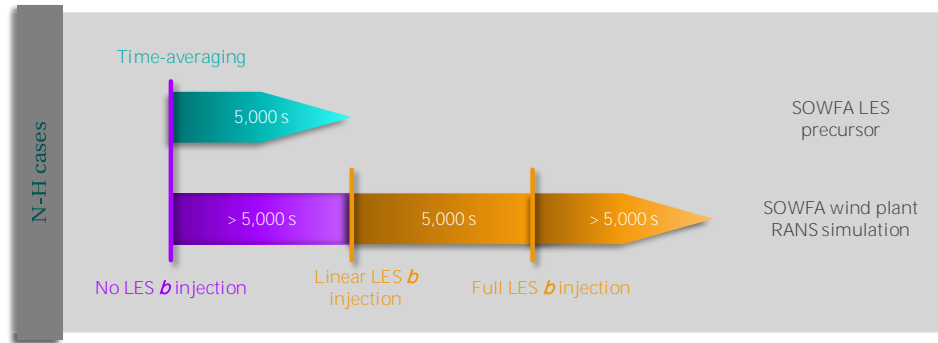 N-H cases
Time-averaging
5,000 s
SOWFA LES
precursor
> 5,000 s
5,000 s
> 5,000 s
SOWFA wind plant
RANS simulation
No LES b injection
Linear LES b
injection
Full LES b injection